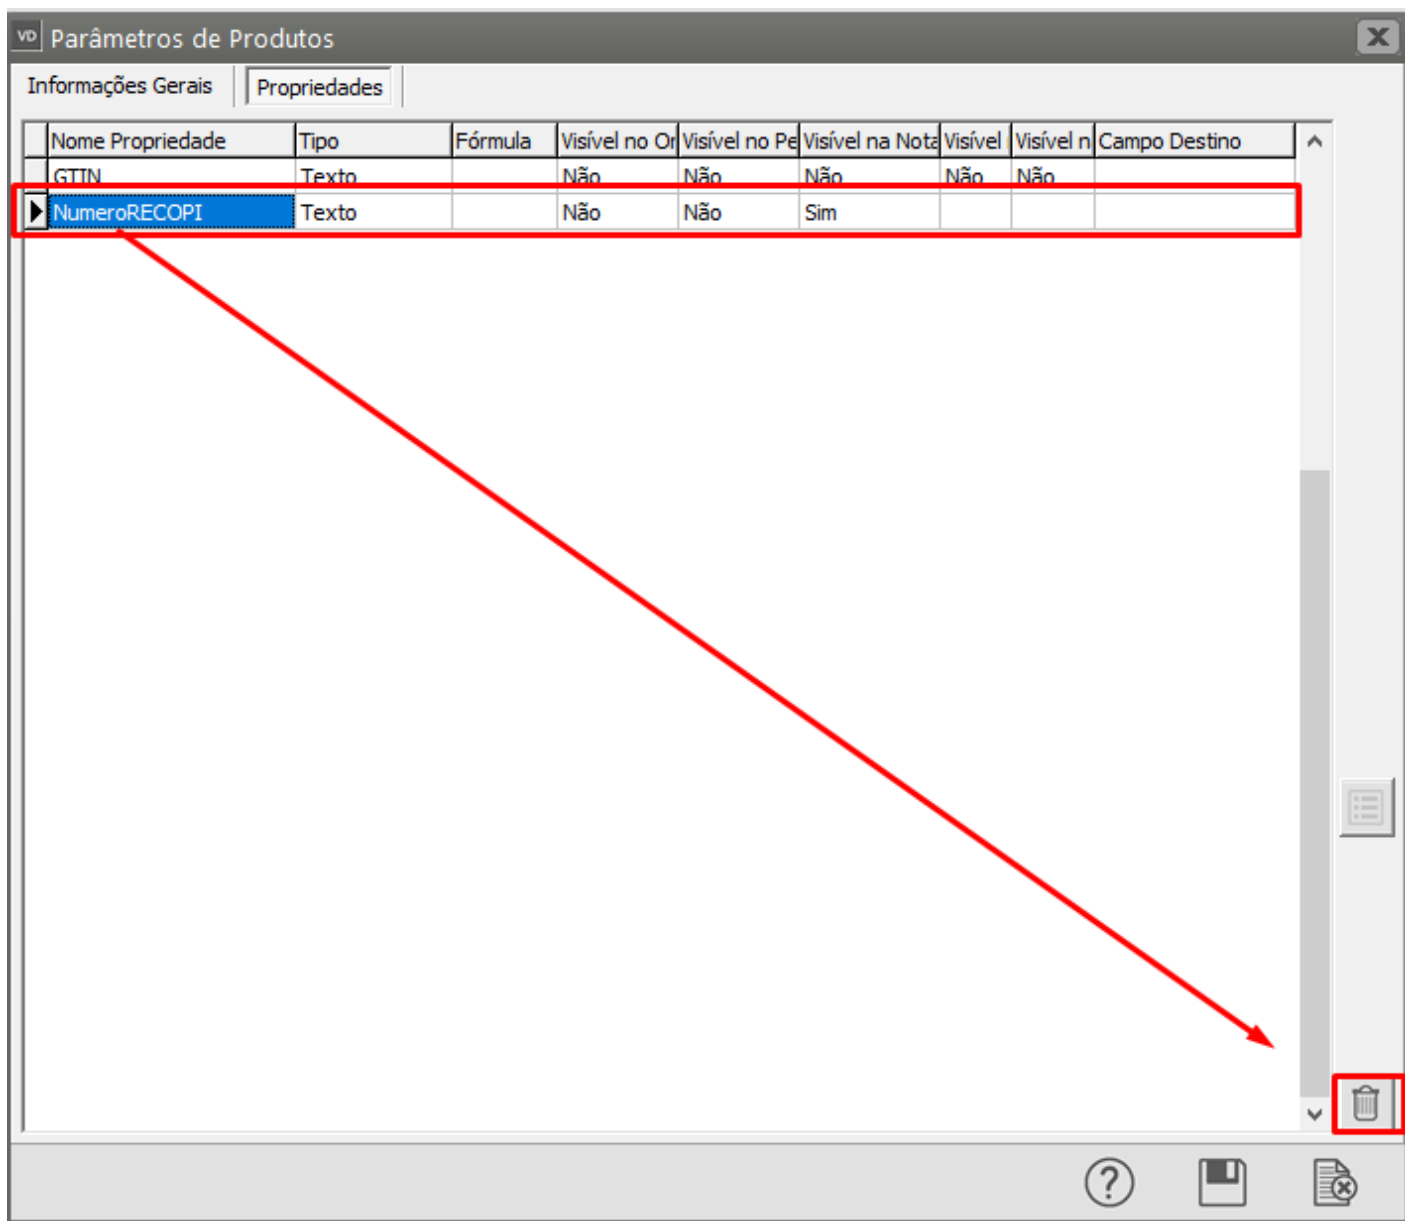 VD Parâmetros de Produtos
Informações Gerais Propriedades
Nome Propriedade Tipo Fórmula Visível no Or Visível no Pe Visível na Nota Visível Visível n Campo Destino
GTIN Texto Não Não Não Não Não
NumeroRECOPI Texto Não Não Sim